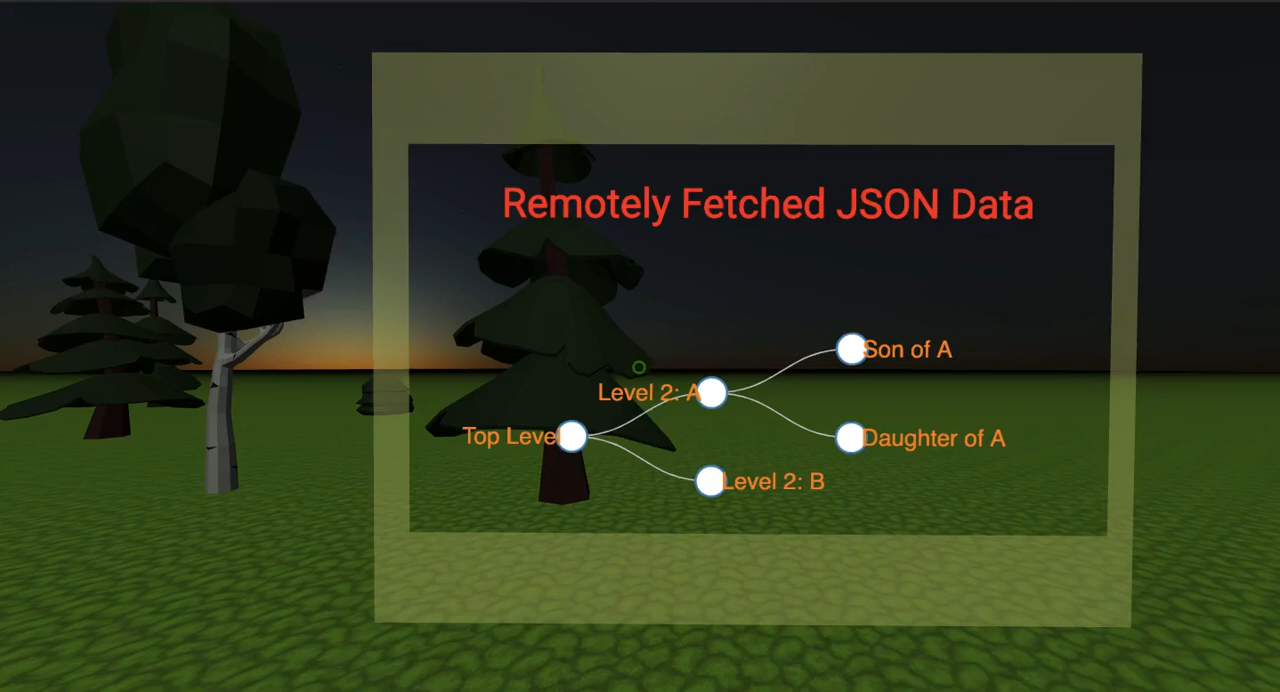 Remotely Fetched JSON Data
Son of A
Level 2: A
Top Level
Daughter of A
Level 2: B